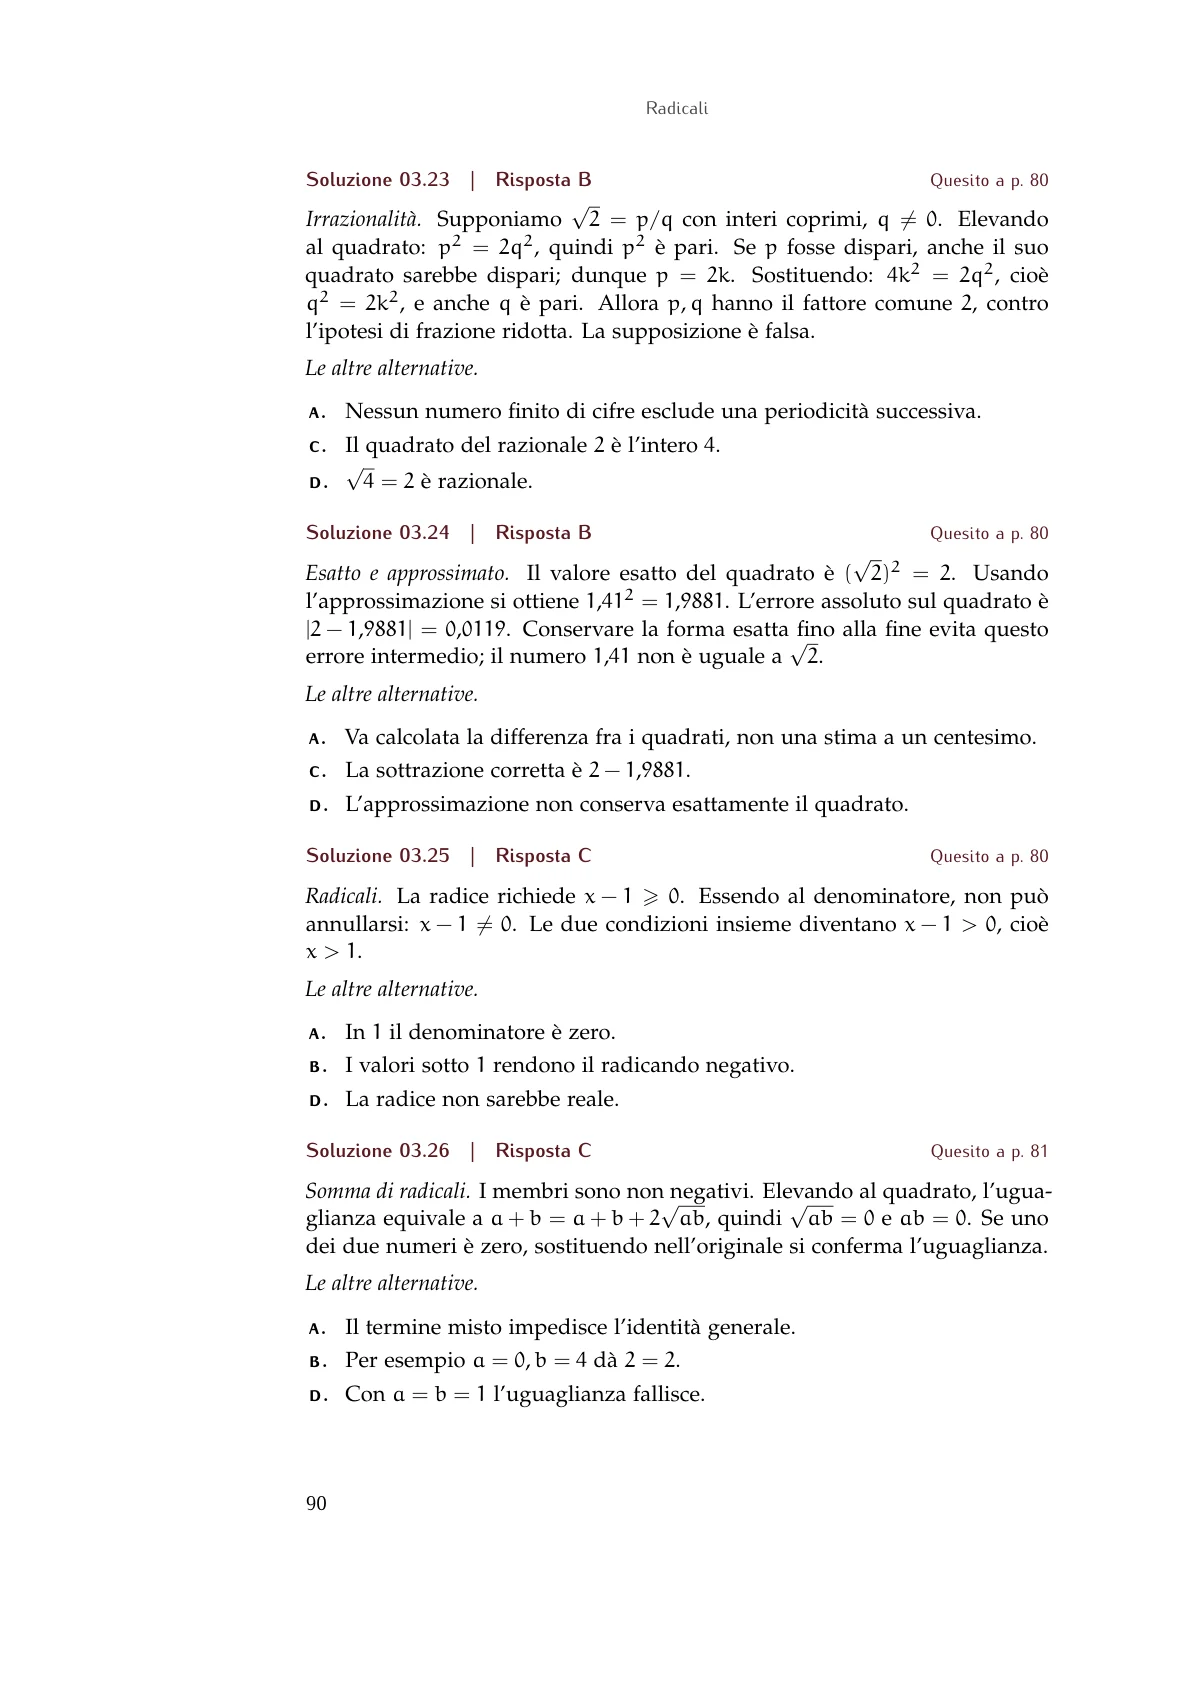 Radicali
Soluzione 03.23 | Risposta B Quesito a p. 80
Irrazionalità. Supponiamo √2 = p/q con interi coprimi, q ≠ 0. Elevando
al quadrato: p² = 2q², quindi p² è pari. Se p fosse dispari, anche il suo
quadrato sarebbe dispari; dunque p = 2k. Sostituendo: 4k² = 2q², cioè
q² = 2k², e anche q è pari. Allora p, q hanno il fattore comune 2, contro
l'ipotesi di frazione ridotta. La supposizione è falsa.
Le altre alternative.
A. Nessun numero finito di cifre esclude una periodicità successiva.
C. Il quadrato del razionale 2 è l'intero 4.
D. √4 = 2 è razionale.
Soluzione 03.24 | Risposta B Quesito a p. 80
Esatto e approssimato. Il valore esatto del quadrato è (√2)² = 2. Usando
l'approssimazione si ottiene 1,41² = 1,9881. L'errore assoluto sul quadrato è
|2 − 1,9881| = 0,0119. Conservare la forma esatta fino alla fine evita questo
errore intermedio; il numero 1,41 non è uguale a √2.
Le altre alternative.
A. Va calcolata la differenza fra i quadrati, non una stima a un centesimo.
C. La sottrazione corretta è 2 − 1,9881.
D. L'approssimazione non conserva esattamente il quadrato.
Soluzione 03.25 | Risposta C Quesito a p. 80
Radicali. La radice richiede x − 1 ⩾ 0. Essendo al denominatore, non può
annullarsi: x − 1 ≠ 0. Le due condizioni insieme diventano x − 1 > 0, cioè
x > 1.
Le altre alternative.
A. In 1 il denominatore è zero.
B. I valori sotto 1 rendono il radicando negativo.
D. La radice non sarebbe reale.
Soluzione 03.26 | Risposta C Quesito a p. 81
Somma di radicali. I membri sono non negativi. Elevando al quadrato, l'ugua-
glianza equivale a a + b = a + b + 2√ab, quindi √ab = 0 e ab = 0. Se uno
dei due numeri è zero, sostituendo nell'originale si conferma l'uguaglianza.
Le altre alternative.
A. Il termine misto impedisce l'identità generale.
B. Per esempio a = 0, b = 4 dà 2 = 2.
D. Con a = b = 1 l'uguaglianza fallisce.
90